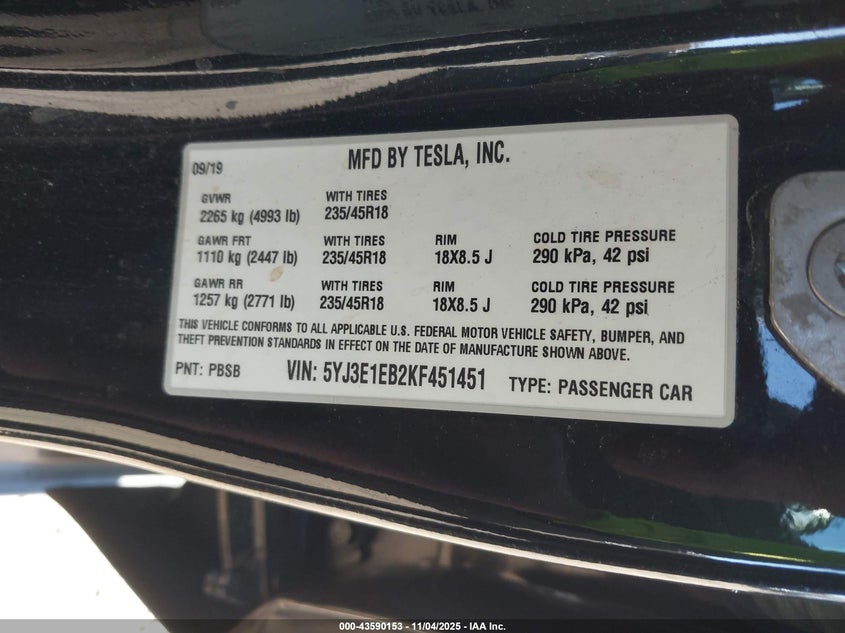 MFD BY TESLA, INC.
09/19
GVWR WITH TIRES
2265 kg (4993 lb) 235/45R18
GAWR FRT WITH TIRES RIM COLD TIRE PRESSURE
1110 kg (2447 lb) 235/45R18 18X8.5 J 290 kPa, 42 psi
GAWR RR WITH TIRES RIM COLD TIRE PRESSURE
1257 kg (2771 lb) 235/45R18 18X8.5 J 290 kPa, 42 psi
THIS VEHICLE CONFORMS TO ALL APPLICABLE U.S. FEDERAL MOTOR VEHICLE SAFETY, BUMPER, AND
THEFT PREVENTION STANDARDS IN EFFECT ON THE DATE OF MANUFACTURE SHOWN ABOVE.
PNT: PBSB VIN: 5YJ3E1EB2KF451451 TYPE: PASSENGER CAR
000-43590153 - 11/04/2025 - IAA Inc.